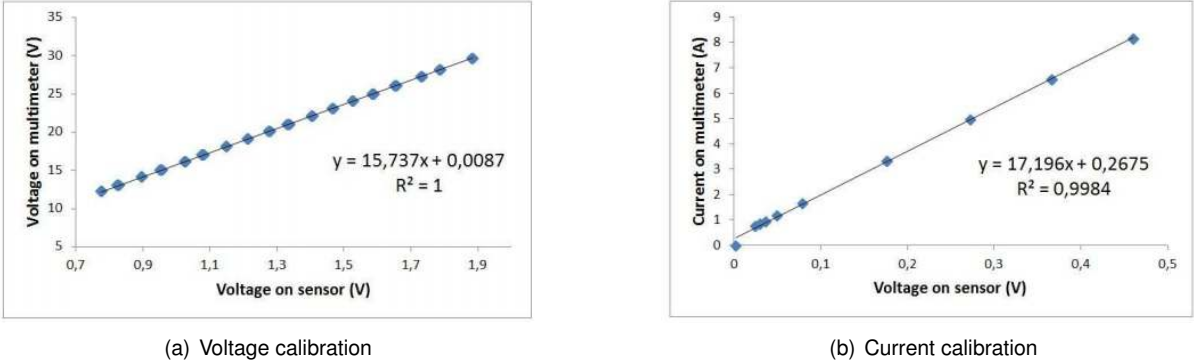 35
30
25
20
15
10
5
0,7 0,9 1,1 1,3 1,5 1,7 1,9
Voltage on multimeter (V)
Voltage on sensor (V)
y = 15,737x + 0,0087
R² = 1
(a) Voltage calibration
9
8
7
6
5
4
3
2
1
0
0 0,1 0,2 0,3 0,4 0,5
Current on multimeter (A)
Voltage on sensor (V)
y = 17,196x + 0,2675
R² = 0,9984
(b) Current calibration